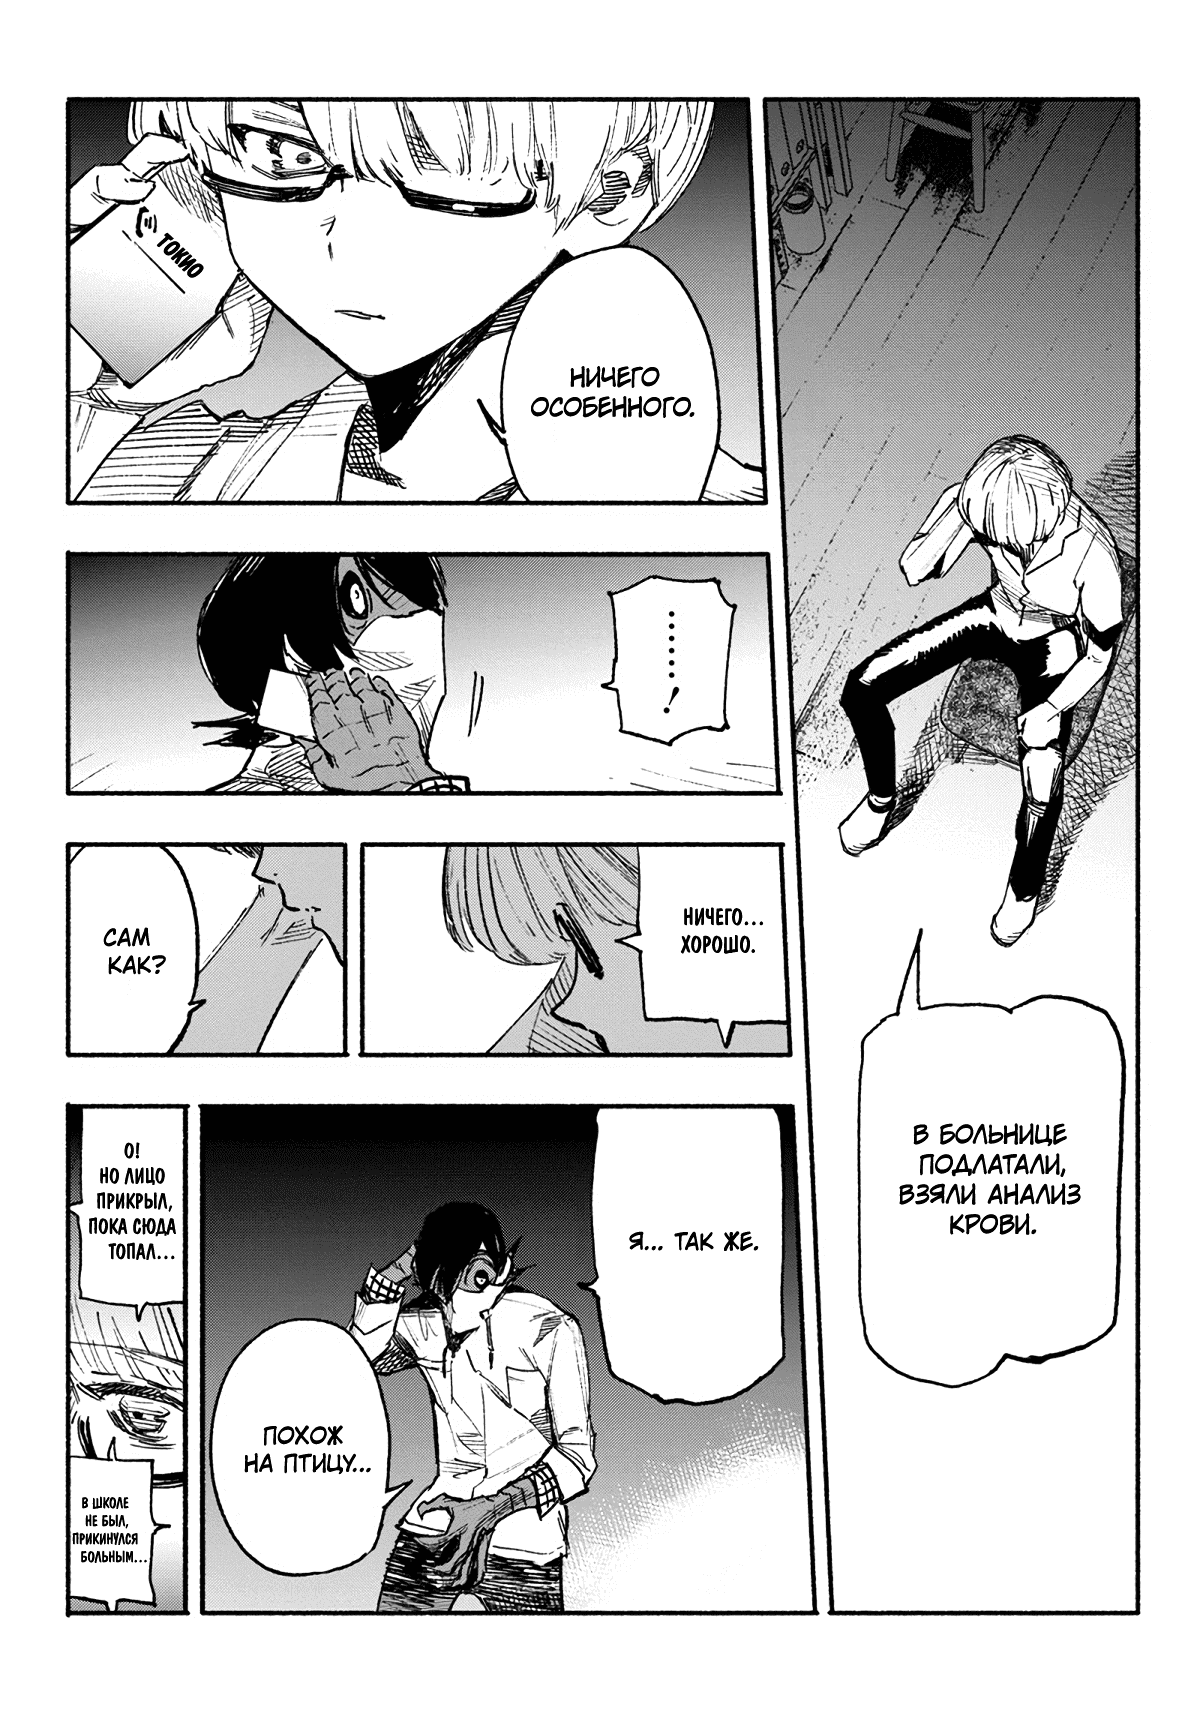 В БОЛЬНИЦЕ
ПОДЛАТАЛИ,
ВЗЯЛИ АНАЛИЗ
КРОВИ.
ТОКИО
НИЧЕГО
ОСОБЕННОГО.
......!
НИЧЕГО...
ХОРОШО.
САМ
КАК?
Я... ТАК ЖЕ.
ПОХОЖ
НА ПТИЦУ...
О!
НО ЛИЦО
ПРИКРЫЛ,
ПОКА СЮДА
ТОПАЛ...
В ШКОЛЕ
НЕ БЫЛ,
ПРИКИНУЛСЯ
БОЛЬНЫМ...